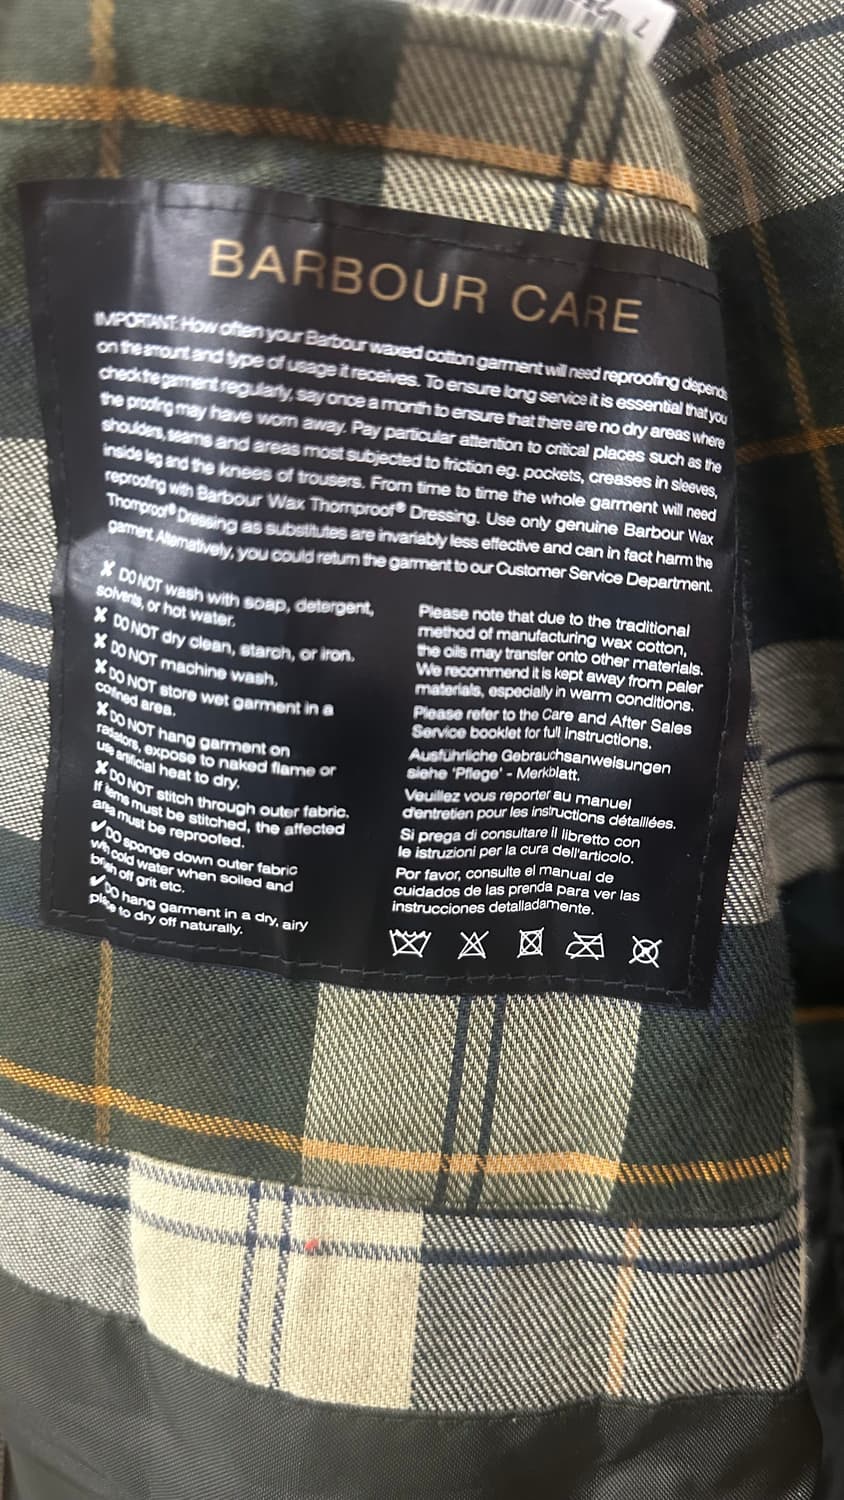 BARBOUR CARE
IMPORTANT: How often your Barbour waxed cotton garment will need reproofing depends
on the amount and type of usage it receives. To ensure long service it is essential that you
check the garment regularly, say once a month to ensure that there are no dry areas where
the proofing may have worn away. Pay particular attention to critical places such as the
shoulders, seams and areas most subjected to friction eg. pockets, creases in sleeves,
inside leg and the knees of trousers. From time to time the whole garment will need
reproofing with Barbour Wax Thornproof® Dressing. Use only genuine Barbour Wax
Thornproof® Dressing as substitutes are invariably less effective and can in fact harm the
garment. Alternatively, you could return the garment to our Customer Service Department.
✗ DO NOT wash with soap, detergent,
solvents, or hot water.
✗ DO NOT dry clean, starch, or iron.
✗ DO NOT machine wash.
✗ DO NOT store wet garment in a
confined area.
✗ DO NOT hang garment on
radiators, expose to naked flame or
use artificial heat to dry.
✗ DO NOT stitch through outer fabric.
If items must be stitched, the affected
area must be reproofed.
✔ DO sponge down outer fabric
with cold water when soiled and
brush off grit etc.
✔ DO hang garment in a dry, airy
place to dry off naturally.
Please note that due to the traditional
method of manufacturing wax cotton,
the oils may transfer onto other materials.
We recommend it is kept away from paler
materials, especially in warm conditions.
Please refer to the Care and After Sales
Service booklet for full instructions.
Ausführliche Gebrauchsanweisungen
siehe 'Pflege' - Merkblatt.
Veuillez vous reporter au manuel
d'entretien pour les instructions détaillées.
Si prega di consultare il libretto con
le istruzioni per la cura dell'articolo.
Por favor, consulte el manual de
cuidados de las prenda para ver las
instrucciones detalladamente.